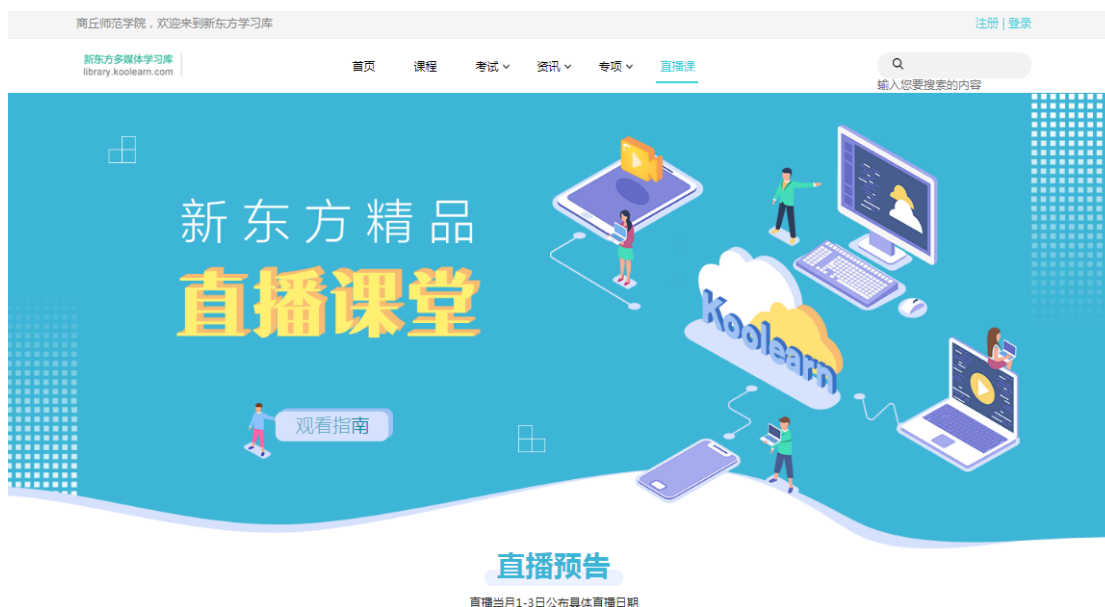 商丘师范学院，欢迎来到新东方学习库
注册 | 登录
新东方多媒体学习库
library.koolearn.com
首页 课程 考试 资讯 专项 直播课
输入您要搜索的内容
新东方精品
直播课堂
Koolearn
观看指南
直播预告
直播当月1-3日公布具体直播日期